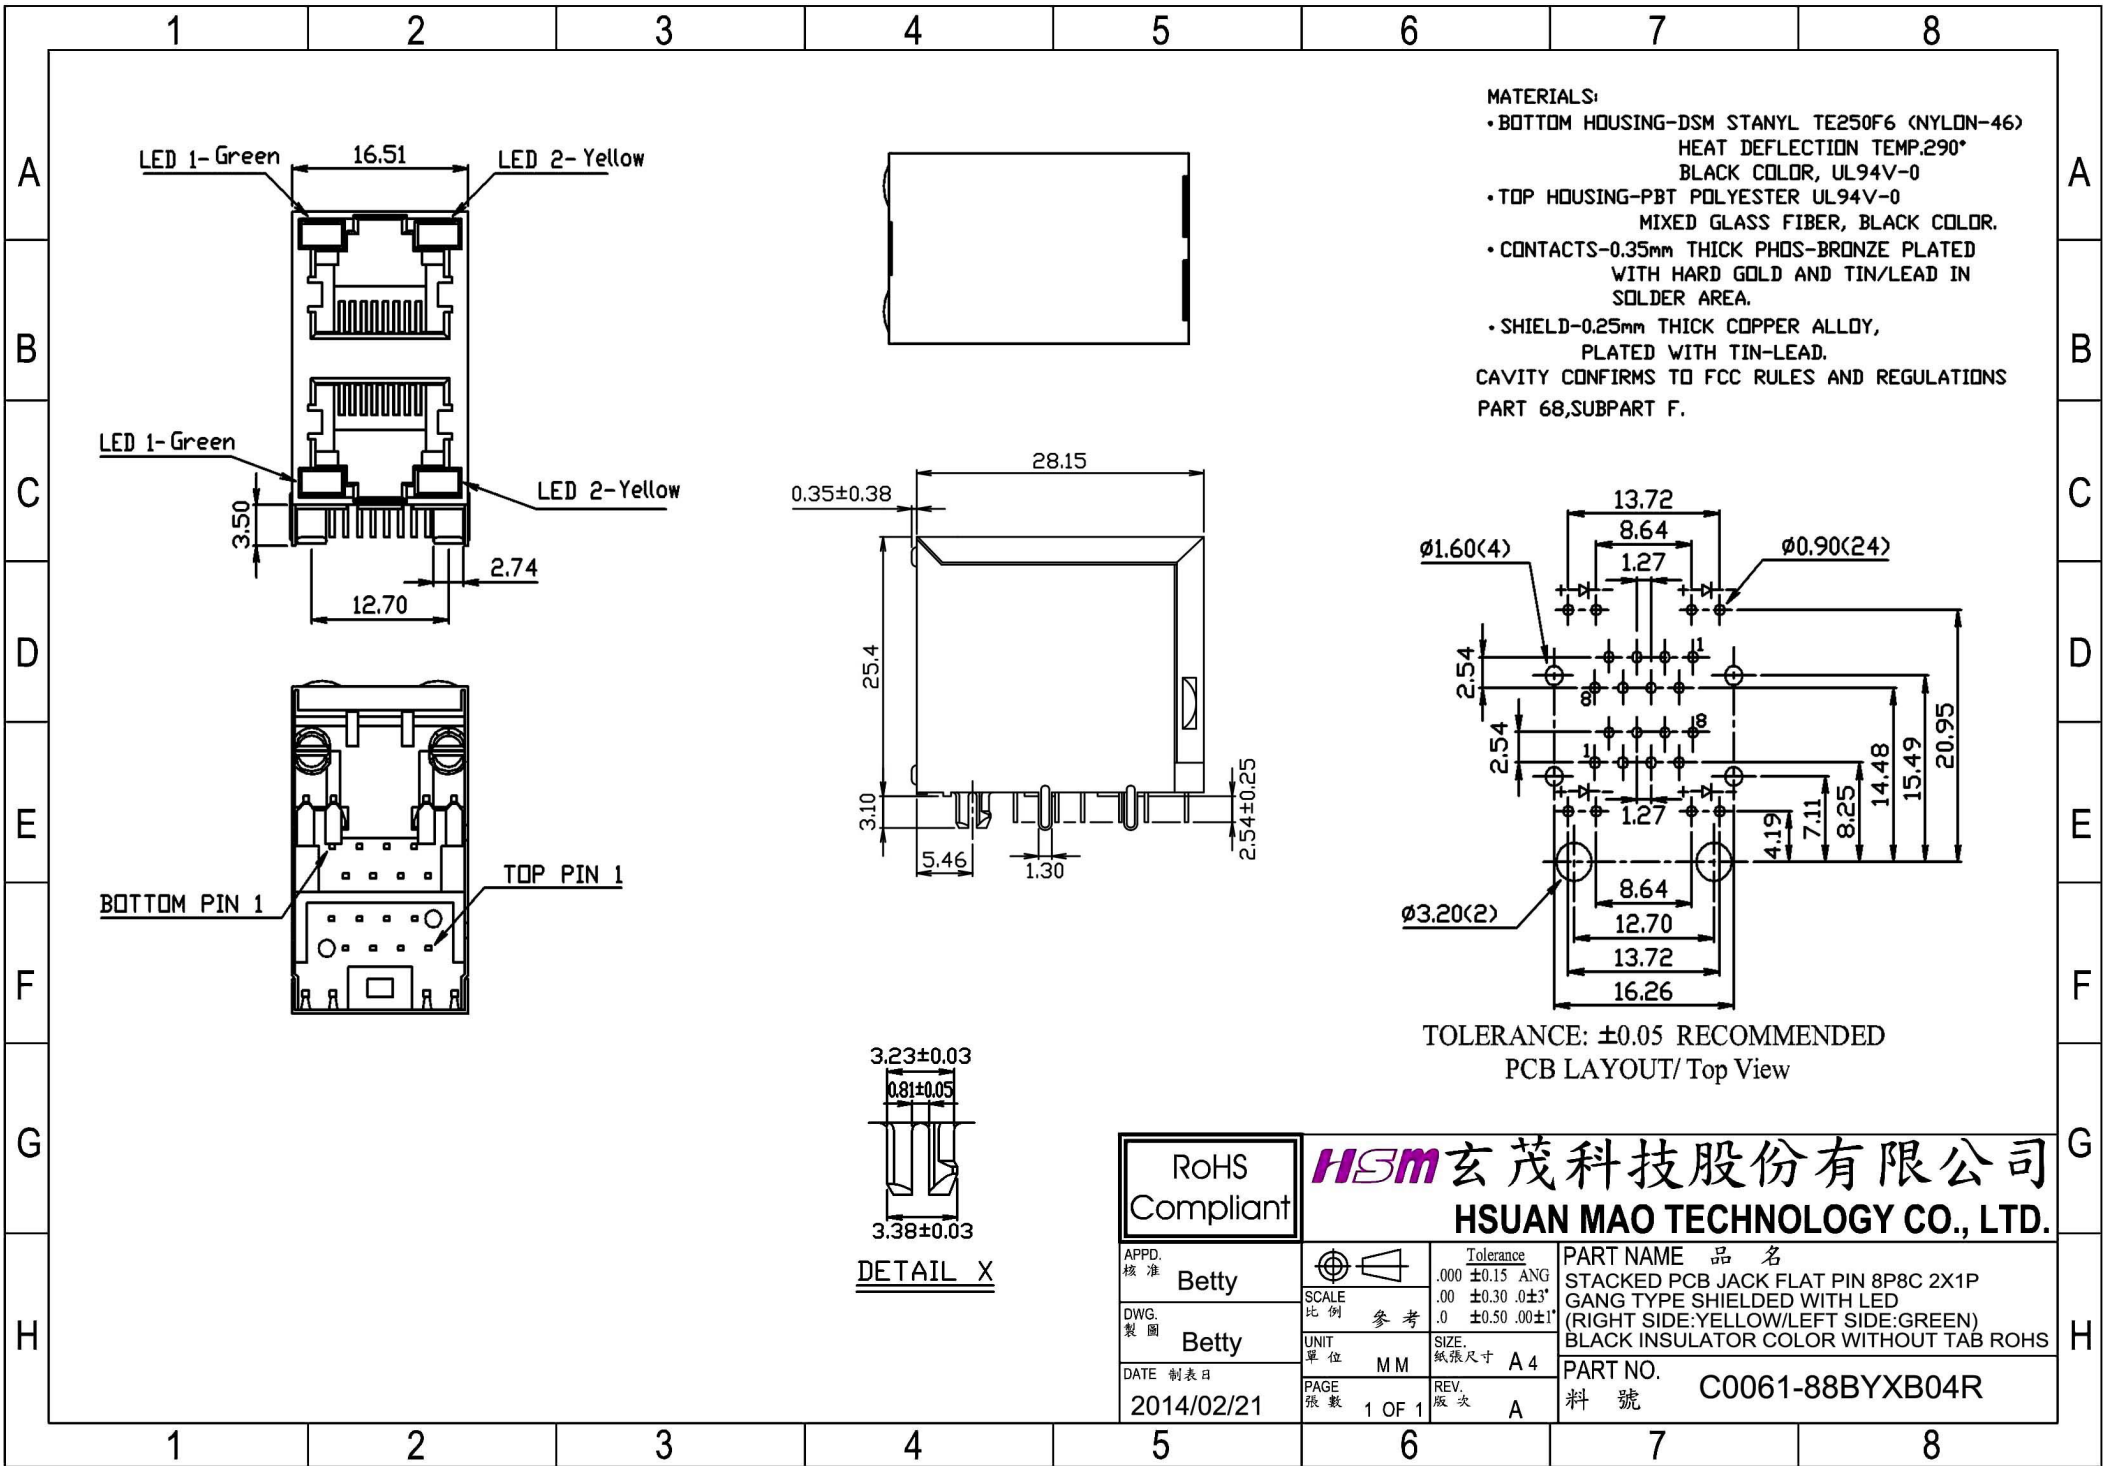 1 2 3 4 5 6 7 8
A
B
C
D
E
F
G
H
A
B
C
D
E
F
G
H
LED 1-Green
16.51
LED 2-Yellow
LED 1-Green
LED 2-Yellow
3.50
2.74
12.70
BOTTOM PIN 1
TOP PIN 1
28.15
0.35±0.38
25.4
3.10
5.46
1.30
2.54±0.25
3.23±0.03
0.81±0.05
3.38±0.03
DETAIL X
MATERIALS:
•BOTTOM HOUSING-DSM STANYL TE250F6 (NYLON-46)
HEAT DEFLECTION TEMP.290°
BLACK COLOR, UL94V-0
•TOP HOUSING-PBT POLYESTER UL94V-0
MIXED GLASS FIBER, BLACK COLOR.
•CONTACTS-0.35mm THICK PHOS-BRONZE PLATED
WITH HARD GOLD AND TIN/LEAD IN
SOLDER AREA.
•SHIELD-0.25mm THICK COPPER ALLOY,
PLATED WITH TIN-LEAD.
CAVITY CONFIRMS TO FCC RULES AND REGULATIONS
PART 68,SUBPART F.
13.72
8.64
1.27
ø1.60(4)
ø0.90(24)
2.54
1
8
2.54
8
1
1.27
4.19
7.11
8.25
14.48
15.49
20.95
ø3.20(2)
8.64
12.70
13.72
16.26
TOLERANCE: ±0.05 RECOMMENDED
PCB LAYOUT/ Top View
RoHS
Compliant
HSM 玄茂科技股份有限公司
HSUAN MAO TECHNOLOGY CO., LTD.
APPD.
核 准
Betty
DWG.
製 圖
Betty
DATE 制表日
2014/02/21
SCALE
比 例 參 考
UNIT
單 位 MM
PAGE
張 數 1 OF 1
Tolerance
.000 ±0.15 ANG
.00 ±0.30 .0±3°
.0 ±0.50 .00±1°
SIZE.
紙張尺寸 A4
REV.
版 次 A
PART NAME 品 名
STACKED PCB JACK FLAT PIN 8P8C 2X1P
GANG TYPE SHIELDED WITH LED
(RIGHT SIDE:YELLOW/LEFT SIDE:GREEN)
BLACK INSULATOR COLOR WITHOUT TAB ROHS
PART NO.
料 號 C0061-88BYXB04R
1 2 3 4 5 6 7 8